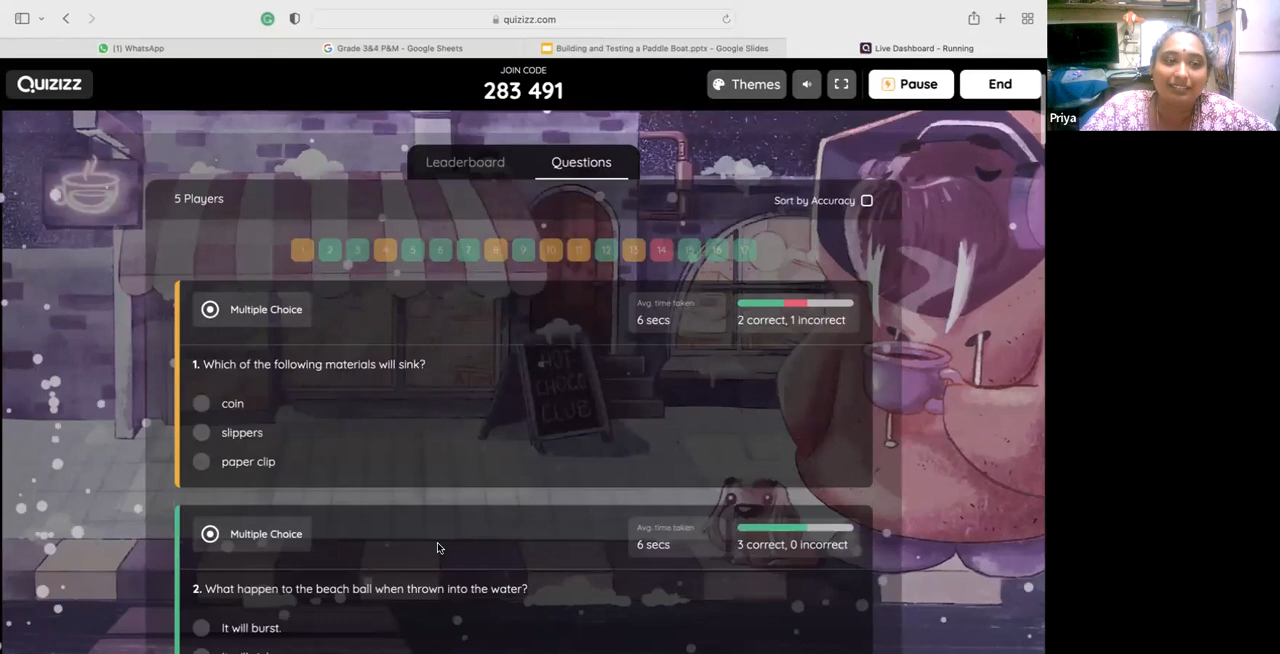 quizizz.com
(1) WhatsApp
Grade 3&4 P&M - Google Sheets
Building and Testing a Paddle Boat.pptx - Google Slides
Live Dashboard - Running
QUIZIZZ
JOIN CODE
283 491
Themes
Pause
End
Priya
Leaderboard
Questions
5 Players
Sort by Accuracy
1 2 3 4 5 6 7 8 9 10 11 12 13 14 15 16 17
Multiple Choice
Avg. time taken
6 secs
2 correct, 1 incorrect
1. Which of the following materials will sink?
HOT
CHOCO
CLUB
coin
slippers
paper clip
Multiple Choice
Avg. time taken
6 secs
3 correct, 0 incorrect
2. What happen to the beach ball when thrown into the water?
It will burst.